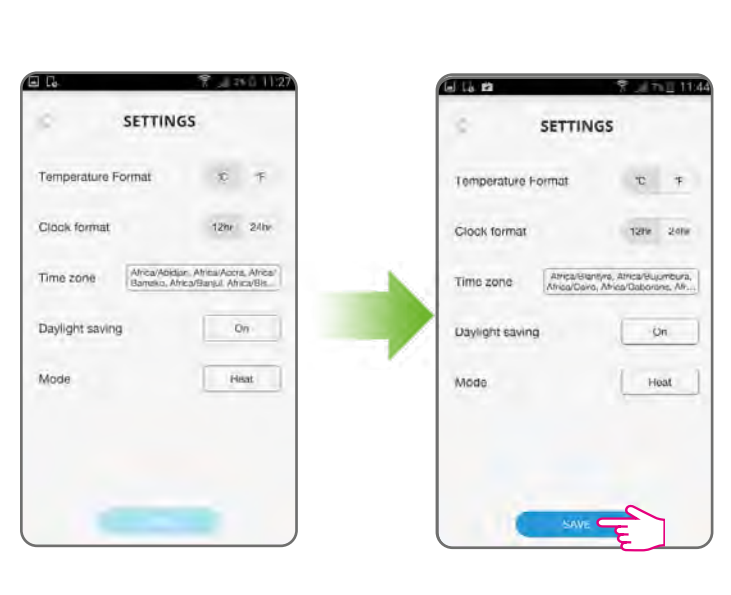 11:27
SETTINGS
Temperature Format
°C °F
Clock format
12hr 24hr
Time zone
Africa/Abidjan, Africa/Accra, Africa/
Bamako, Africa/Banjul, Africa/Bis...
Daylight saving
On
Mode
Heat
11:44
SETTINGS
Temperature Format
°C °F
Clock format
12hr 24hr
Time zone
Africa/Blantyre, Africa/Bujumbura,
Africa/Cairo, Africa/Gaborone, Afr...
Daylight saving
On
Mode
Heat
SAVE